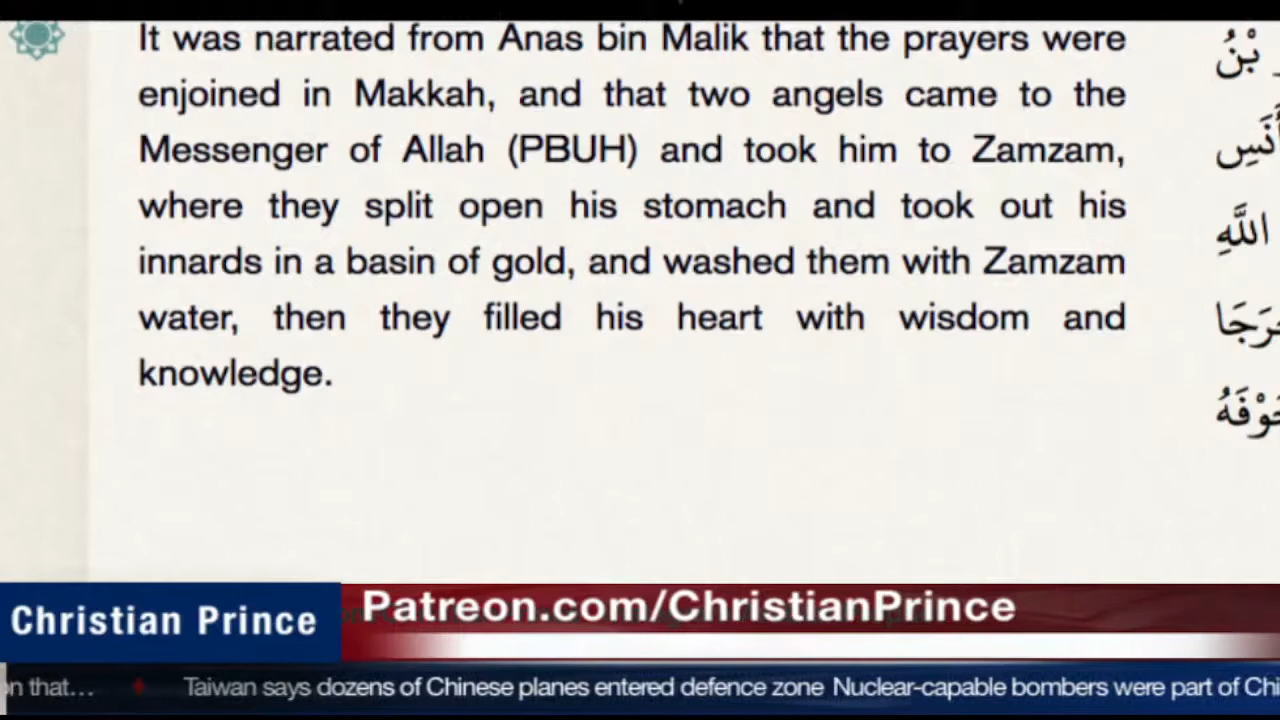 It was narrated from Anas bin Malik that the prayers were
enjoined in Makkah, and that two angels came to the
Messenger of Allah (PBUH) and took him to Zamzam,
where they split open his stomach and took out his
innards in a basin of gold, and washed them with Zamzam
water, then they filled his heart with wisdom and
knowledge.
بْنُ
أَنَسِ
اللَّهِ
Christian Prince
Patreon.com/ChristianPrince
n that... Taiwan says dozens of Chinese planes entered defence zone Nuclear-capable bombers were part of Chi